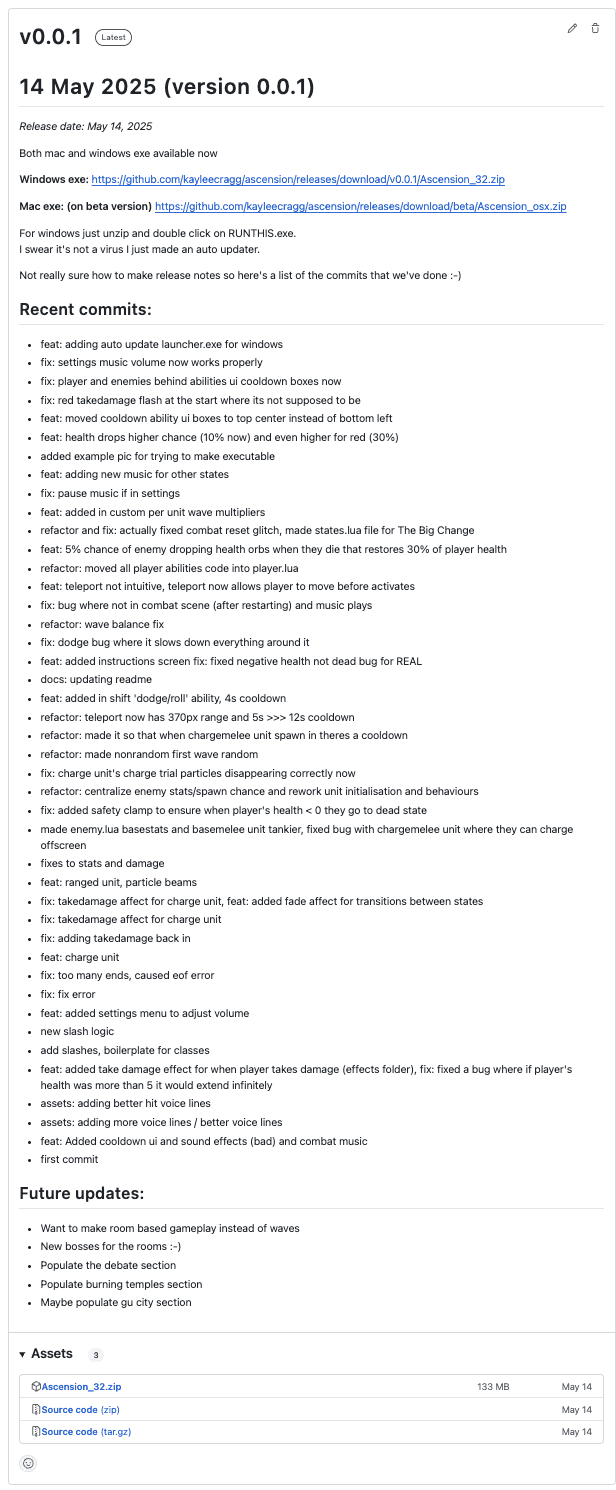 v0.0.1 Latest
14 May 2025 (version 0.0.1)
Release date: May 14, 2025
Both mac and windows exe available now
Windows exe: https://github.com/kayleecragg/ascension/releases/download/v0.0.1/Ascension_32.zip
Mac exe: (on beta version) https://github.com/kayleecragg/ascension/releases/download/beta/Ascension_osx.zip
For windows just unzip and double click on RUNTHIS.exe.
I swear it's not a virus I just made an auto updater.
Not really sure how to make release notes so here's a list of the commits that we've done :-)
Recent commits:
• feat: adding auto update launcher.exe for windows
• fix: settings music volume now works properly
• fix: player and enemies behind abilities ui cooldown boxes now
• fix: red takedamage flash at the start where its not supposed to be
• feat: moved cooldown ability ui boxes to top center instead of bottom left
• feat: health drops higher chance (10% now) and even higher for red (30%)
• added example pic for trying to make executable
• feat: adding new music for other states
• fix: pause music if in settings
• feat: added in custom per unit wave multipliers
• refactor and fix: actually fixed combat reset glitch, made states.lua file for The Big Change
• feat: 5% chance of enemy dropping health orbs when they die that restores 30% of player health
• refactor: moved all player abilities code into player.lua
• feat: teleport not intuitive, teleport now allows player to move before activates
• fix: bug where not in combat scene (after restarting) and music plays
• refactor: wave balance fix
• fix: dodge bug where it slows down everything around it
• feat: added instructions screen fix: fixed negative health not dead bug for REAL
• docs: updating readme
• feat: added in shift 'dodge/roll' ability, 4s cooldown
• refactor: teleport now has 370px range and 5s >>> 12s cooldown
• refactor: made it so that when chargemelee unit spawn in theres a cooldown
• refactor: made nonrandom first wave random
• fix: charge unit's charge trial particles disappearing correctly now
• refactor: centralize enemy stats/spawn chance and rework unit initialisation and behaviours
• fix: added safety clamp to ensure when player's health < 0 they go to dead state
• made enemy.lua basestats and basemelee unit tankier, fixed bug with chargemelee unit where they can charge
offscreen
• fixes to stats and damage
• feat: ranged unit, particle beams
• fix: takedamage affect for charge unit, feat: added fade affect for transitions between states
• fix: takedamage affect for charge unit
• fix: adding takedamage back in
• feat: charge unit
• fix: too many ends, caused eof error
• fix: fix error
• feat: added settings menu to adjust volume
• new slash logic
• add slashes, boilerplate for classes
• feat: added take damage effect for when player takes damage (effects folder), fix: fixed a bug where if player's
health was more than 5 it would extend infinitely
• assets: adding better hit voice lines
• assets: adding more voice lines / better voice lines
• feat: Added cooldown ui and sound effects (bad) and combat music
• first commit
Future updates:
• Want to make room based gameplay instead of waves
• New bosses for the rooms :-)
• Populate the debate section
• Populate burning temples section
• Maybe populate gu city section
▾ Assets 3
Ascension_32.zip 133 MB May 14
Source code (zip) May 14
Source code (tar.gz) May 14